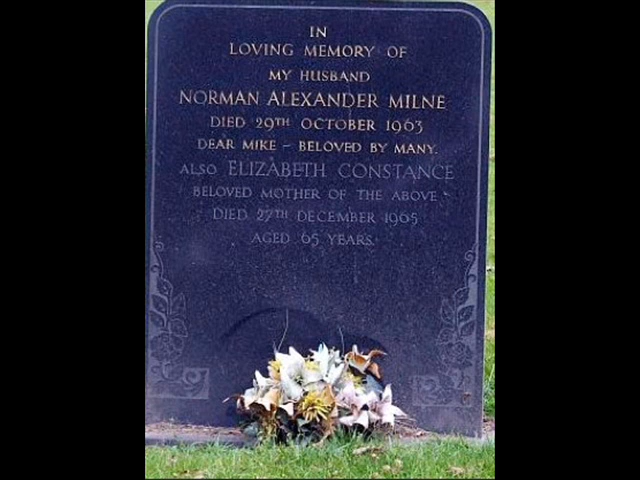 IN
LOVING MEMORY OF
MY HUSBAND
NORMAN ALEXANDER MILNE
DIED 29TH OCTOBER 1963
DEAR MIKE – BELOVED BY MANY.
ALSO ELIZABETH CONSTANCE
BELOVED MOTHER OF THE ABOVE
DIED 27TH DECEMBER 1965
AGED 65 YEARS.